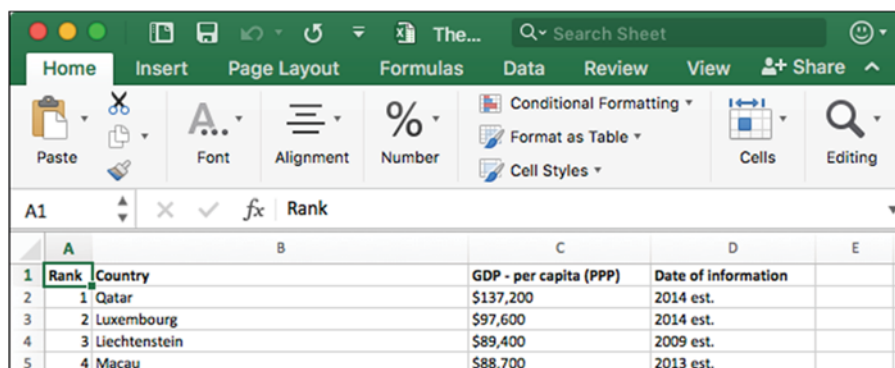 The... Search Sheet
Home Insert Page Layout Formulas Data Review View Share
Paste Font Alignment Number Conditional Formatting Format as Table Cell Styles Cells Editing
A1 fx Rank
A B C D E
1 Rank Country GDP - per capita (PPP) Date of information
2 1 Qatar $137,200 2014 est.
3 2 Luxembourg $97,600 2014 est.
4 3 Liechtenstein $89,400 2009 est.
5 4 Macau $88,700 2013 est.